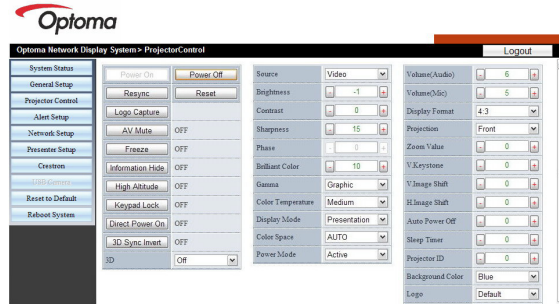 Optoma
Optoma Network Display System> ProjectorControl
Logout
System Status
General Setup
Projector Control
Alert Setup
Network Setup
Presenter Setup
Crestron
Reset to Default
Reboot System
Power On Power Off
Resync Reset
Logo Capture
AV Mute OFF
Freeze OFF
Information Hide OFF
High Altitude OFF
Keypad Lock OFF
Direct Power On OFF
3D Sync Invert OFF
3D Off
Source Video
Brightness - -1 +
Contrast - 0 +
Sharpness - 15 +
Phase - 0 +
Brilliant Color - 10 +
Gamma Graphic
Color Temperature Medium
Display Mode Presentation
Color Space AUTO
Power Mode Active
Volume(Audio) - 6 +
Volume(Mic) - 5 +
Display Format 4:3
Projection Front
Zoom Value - 0 +
V.Keystone - 0 +
V.Image Shift - 0 +
H.Image Shift - 0 +
Auto Power Off - 0 +
Sleep Timer - 0 +
Projector ID - 0 +
Background Color Blue
Logo Default